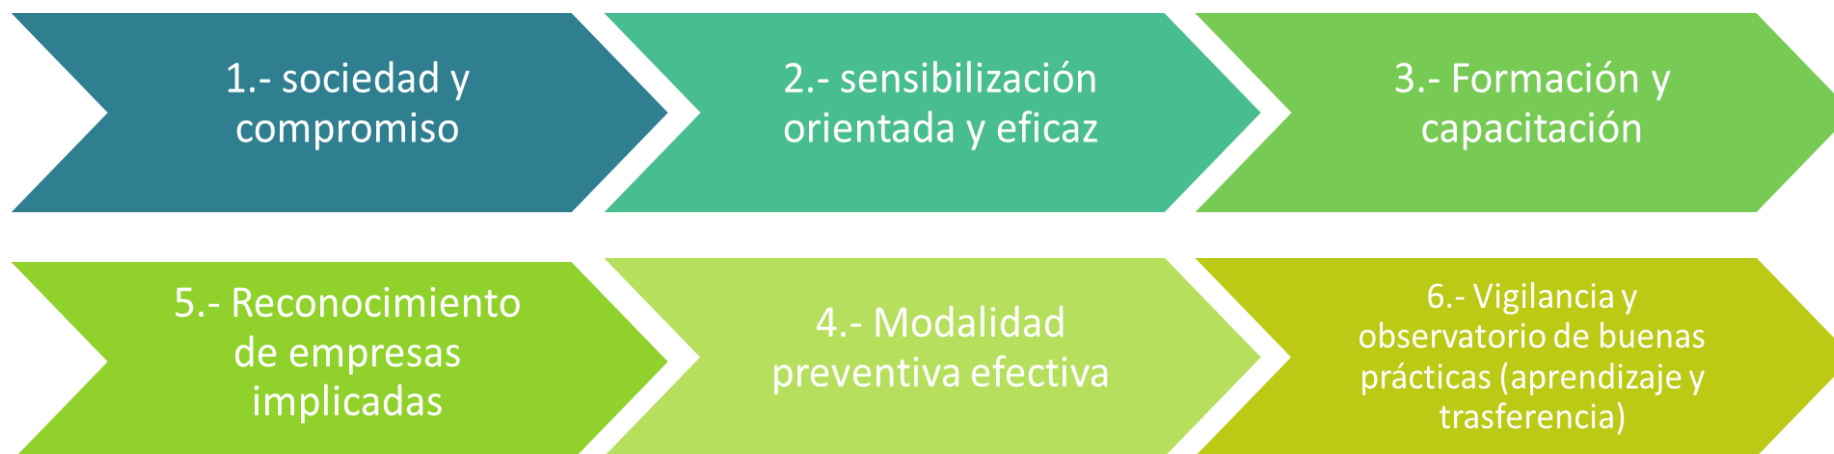 1.- sociedad y
compromiso
2.- sensibilización
orientada y eficaz
3.- Formación y
capacitación
5.- Reconocimiento
de empresas
implicadas
4.- Modalidad
preventiva efectiva
6.- Vigilancia y
observatorio de buenas
prácticas (aprendizaje y
trasferencia)